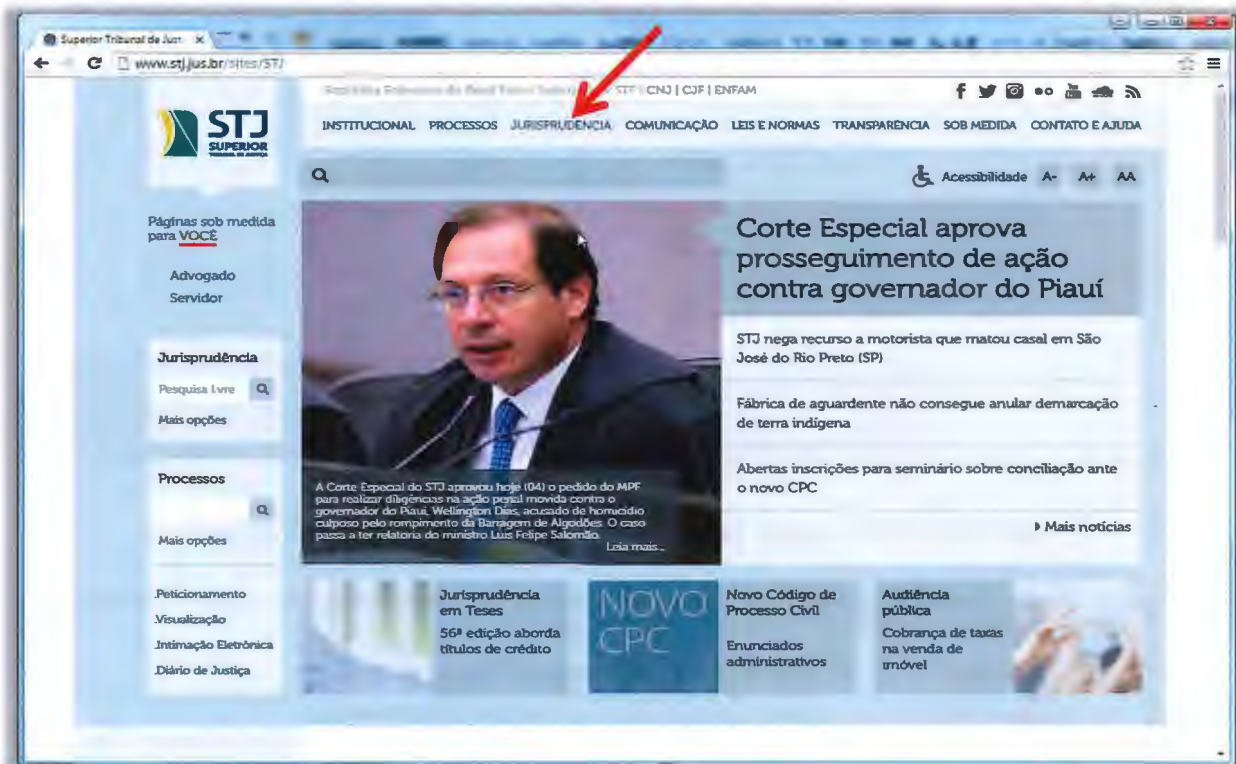 Superior Tribunal de Just
www.stj.jus.br/sites/STJ
STF | CNJ | CJF | ENFAM
STJ
SUPERIOR
TRIBUNAL DE JUSTIÇA
INSTITUCIONAL PROCESSOS JURISPRUDÊNCIA COMUNICAÇÃO LEIS E NORMAS TRANSPARÊNCIA SOB MEDIDA CONTATO E AJUDA
Acessibilidade A- A+ AA
Páginas sob medida
para VOCÊ
Advogado
Servidor
Jurisprudência
Pesquisa livre
Mais opções
Processos
Mais opções
.Peticionamento
.Visualização
.Intimação Eletrônica
.Diário de Justiça
A Corte Especial do STJ aprovou hoje (04) o pedido do MPF
para realizar diligências na ação penal movida contra o
governador do Piauí, Wellington Dias, acusado de homicídio
culposo pelo rompimento da Barragem de Algodões. O caso
passa a ter relatoria do ministro Luis Felipe Salomão.
Leia mais...
Corte Especial aprova
prosseguimento de ação
contra governador do Piauí
STJ nega recurso a motorista que matou casal em São
José do Rio Preto (SP)
Fábrica de aguardente não consegue anular demarcação
de terra indígena
Abertas inscrições para seminário sobre conciliação ante
o novo CPC
Mais notícias
Jurisprudência
em Teses
56ª edição aborda
títulos de crédito
NOVO
CPC
Novo Código de
Processo Civil
Enunciados
administrativos
Audiência
pública
Cobrança de taxas
na venda de
imóvel